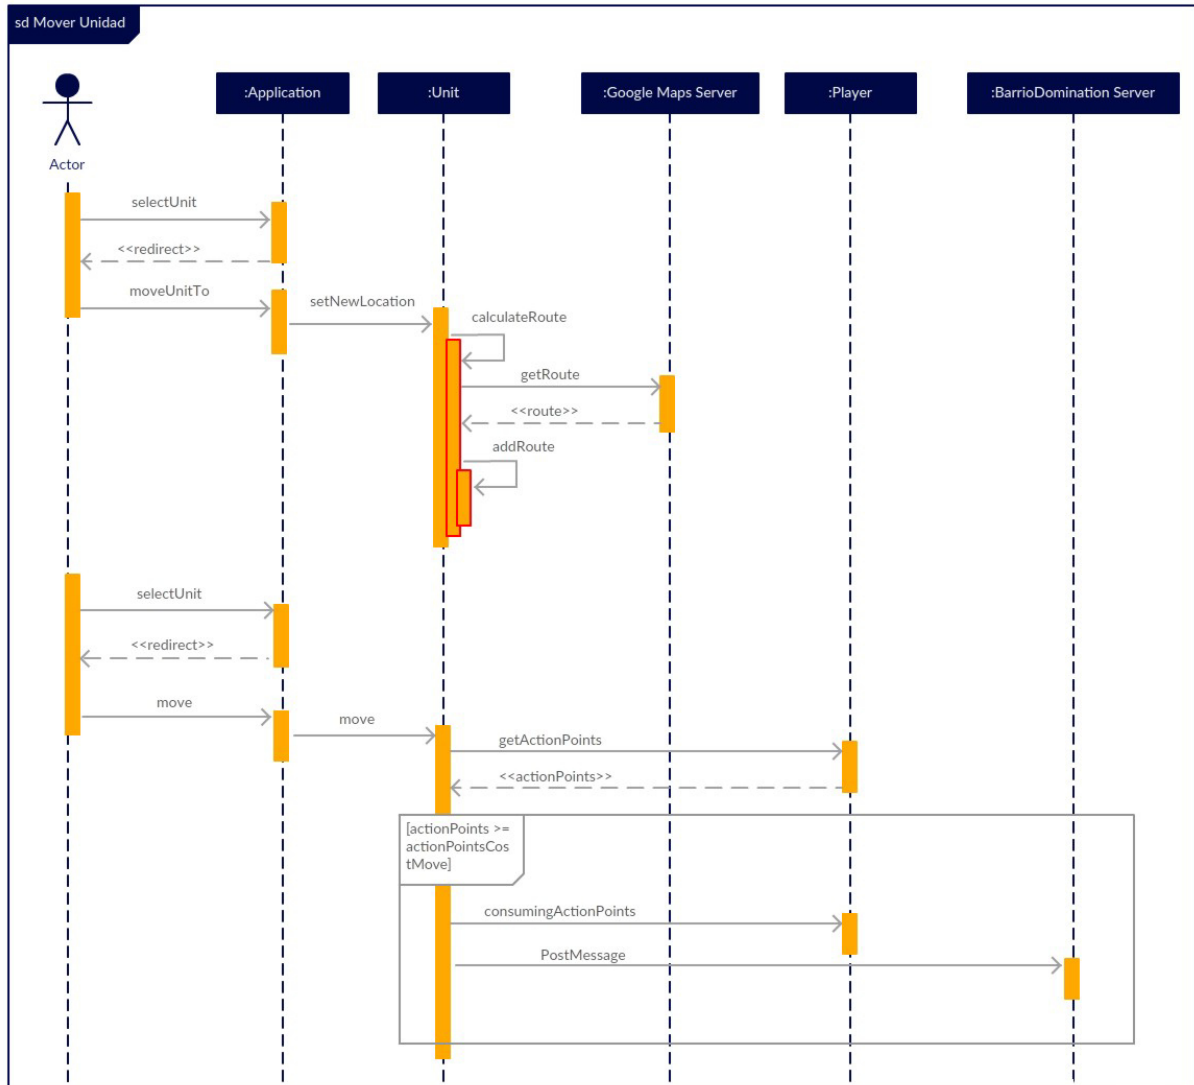 sd Mover Unidad
:Application
:Unit
:Google Maps Server
:Player
:BarrioDomination Server
Actor
selectUnit
<<redirect>>
moveUnitTo
setNewLocation
calculateRoute
getRoute
<<route>>
addRoute
selectUnit
<<redirect>>
move
move
getActionPoints
<<actionPoints>>
[actionPoints >=
actionPointsCos
tMove]
consumingActionPoints
PostMessage